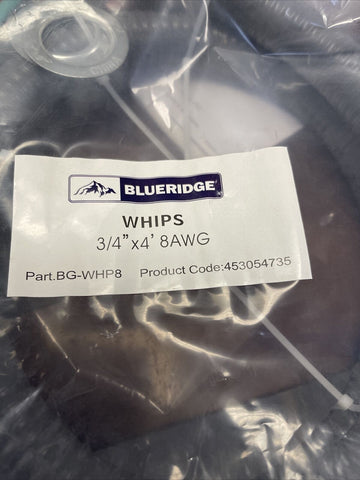 BLUERIDGE
WHIPS
3/4"x4' 8AWG
Part.BG-WHP8 Product Code:453054735